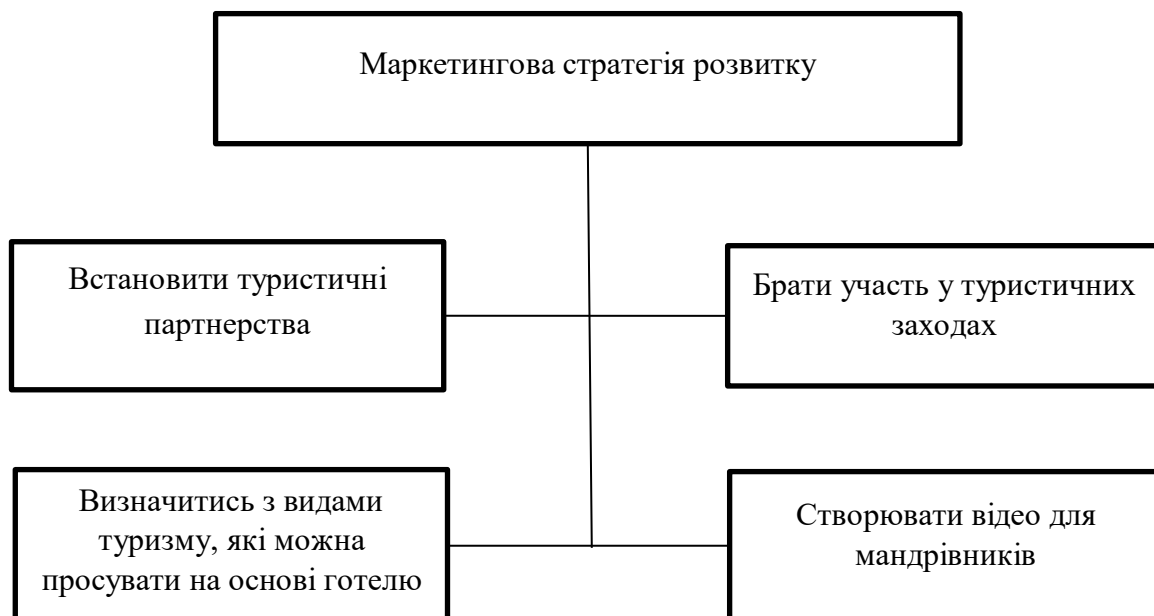 Маркетингова стратегія розвитку
Встановити туристичні
партнерства
Брати участь у туристичних
заходах
Визначитись з видами
туризму, які можна
просувати на основі готелю
Створювати відео для
мандрівників